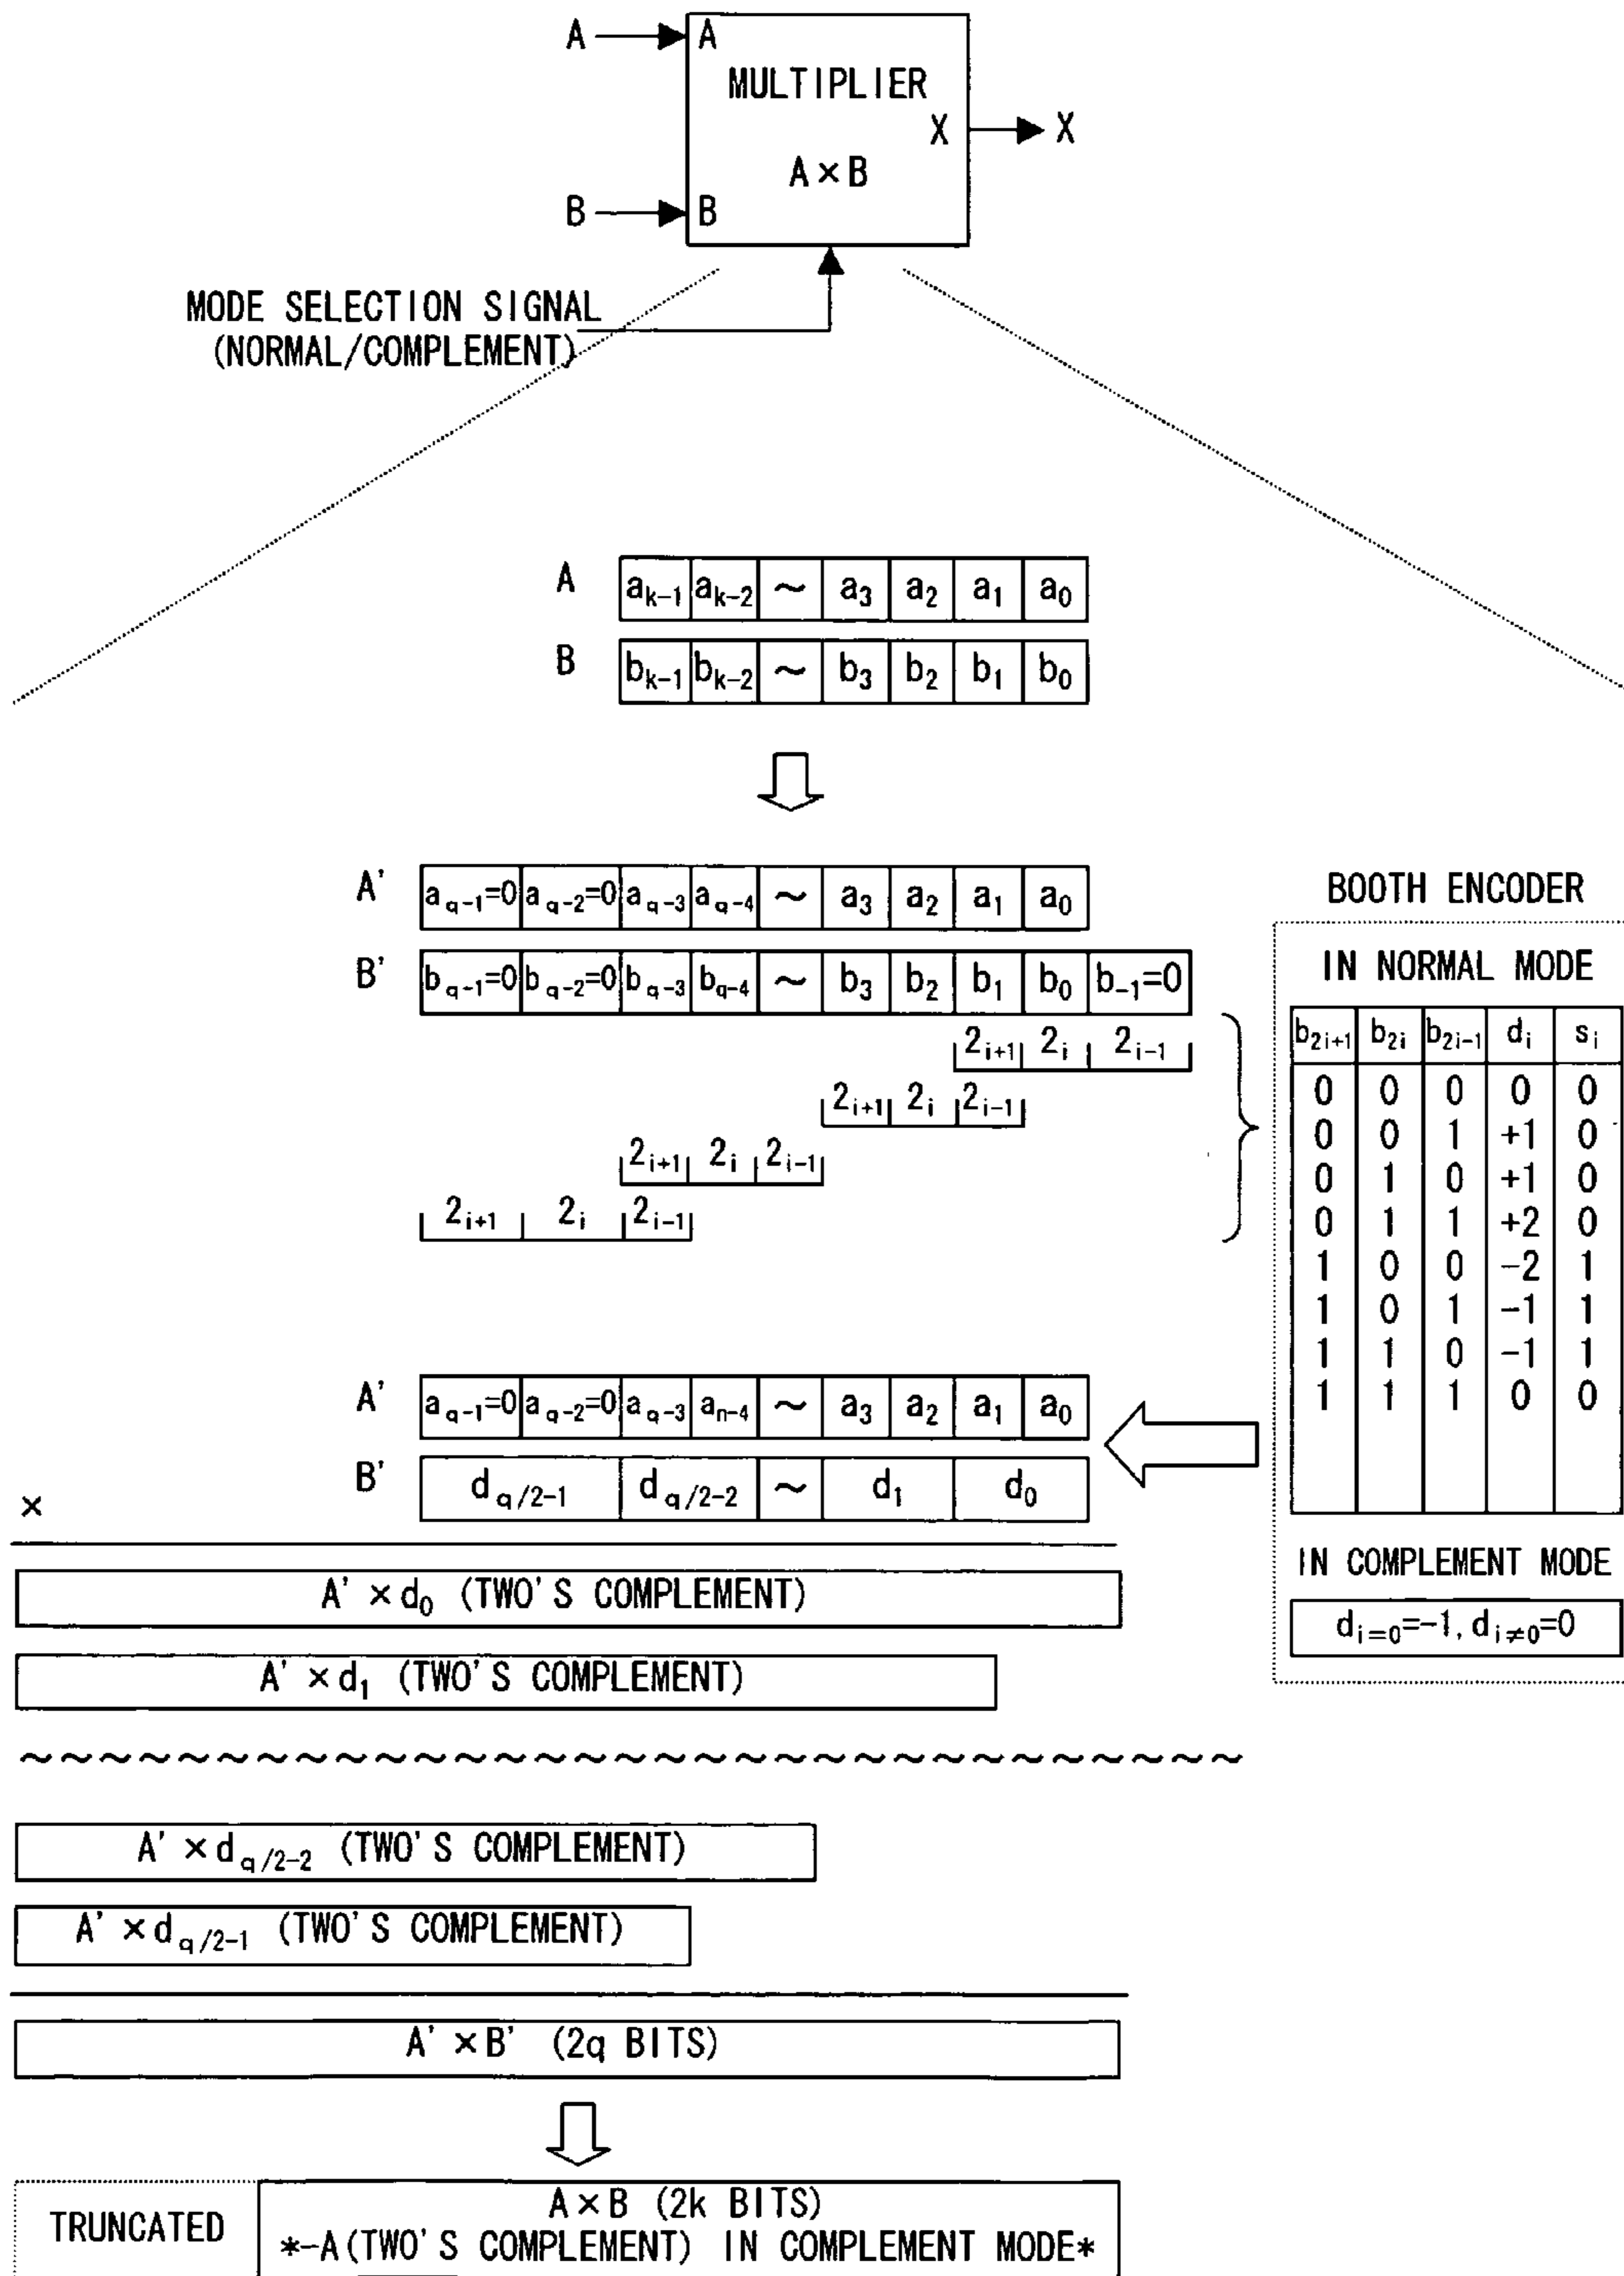 A A
MULTIPLIER
X X
A×B
B B
MODE SELECTION SIGNAL
(NORMAL/COMPLEMENT)
A a_{k-1} a_{k-2} ~ a_3 a_2 a_1 a_0
B b_{k-1} b_{k-2} ~ b_3 b_2 b_1 b_0
A' a_{q-1}=0 a_{q-2}=0 a_{q-3} a_{q-4} ~ a_3 a_2 a_1 a_0
B' b_{q-1}=0 b_{q-2}=0 b_{q-3} b_{q-4} ~ b_3 b_2 b_1 b_0 b_{-1}=0
2_{i+1} 2_i 2_{i-1}
2_{i+1} 2_i 2_{i-1}
2_{i+1} 2_i 2_{i-1}
2_{i+1} 2_i 2_{i-1}
BOOTH ENCODER
IN NORMAL MODE
b_{2i+1} b_{2i} b_{2i-1} d_i s_i
0 0 0 0 0
0 0 1 +1 0
0 1 0 +1 0
0 1 1 +2 0
1 0 0 -2 1
1 0 1 -1 1
1 1 0 -1 1
1 1 1 0 0
IN COMPLEMENT MODE
d_{i=0}=-1, d_{i≠0}=0
A' a_{q-1}=0 a_{q-2}=0 a_{q-3} a_{n-4} ~ a_3 a_2 a_1 a_0
B' d_{q/2-1} d_{q/2-2} ~ d_1 d_0
×
A'×d_0 (TWO'S COMPLEMENT)
A'×d_1 (TWO'S COMPLEMENT)
~~~~~~~~~~~~~~~~~~~~~~~~~~~~~~~
A'×d_{q/2-2} (TWO'S COMPLEMENT)
A'×d_{q/2-1} (TWO'S COMPLEMENT)
A'×B' (2q BITS)
TRUNCATED
A×B (2k BITS)
*-A(TWO'S COMPLEMENT) IN COMPLEMENT MODE*